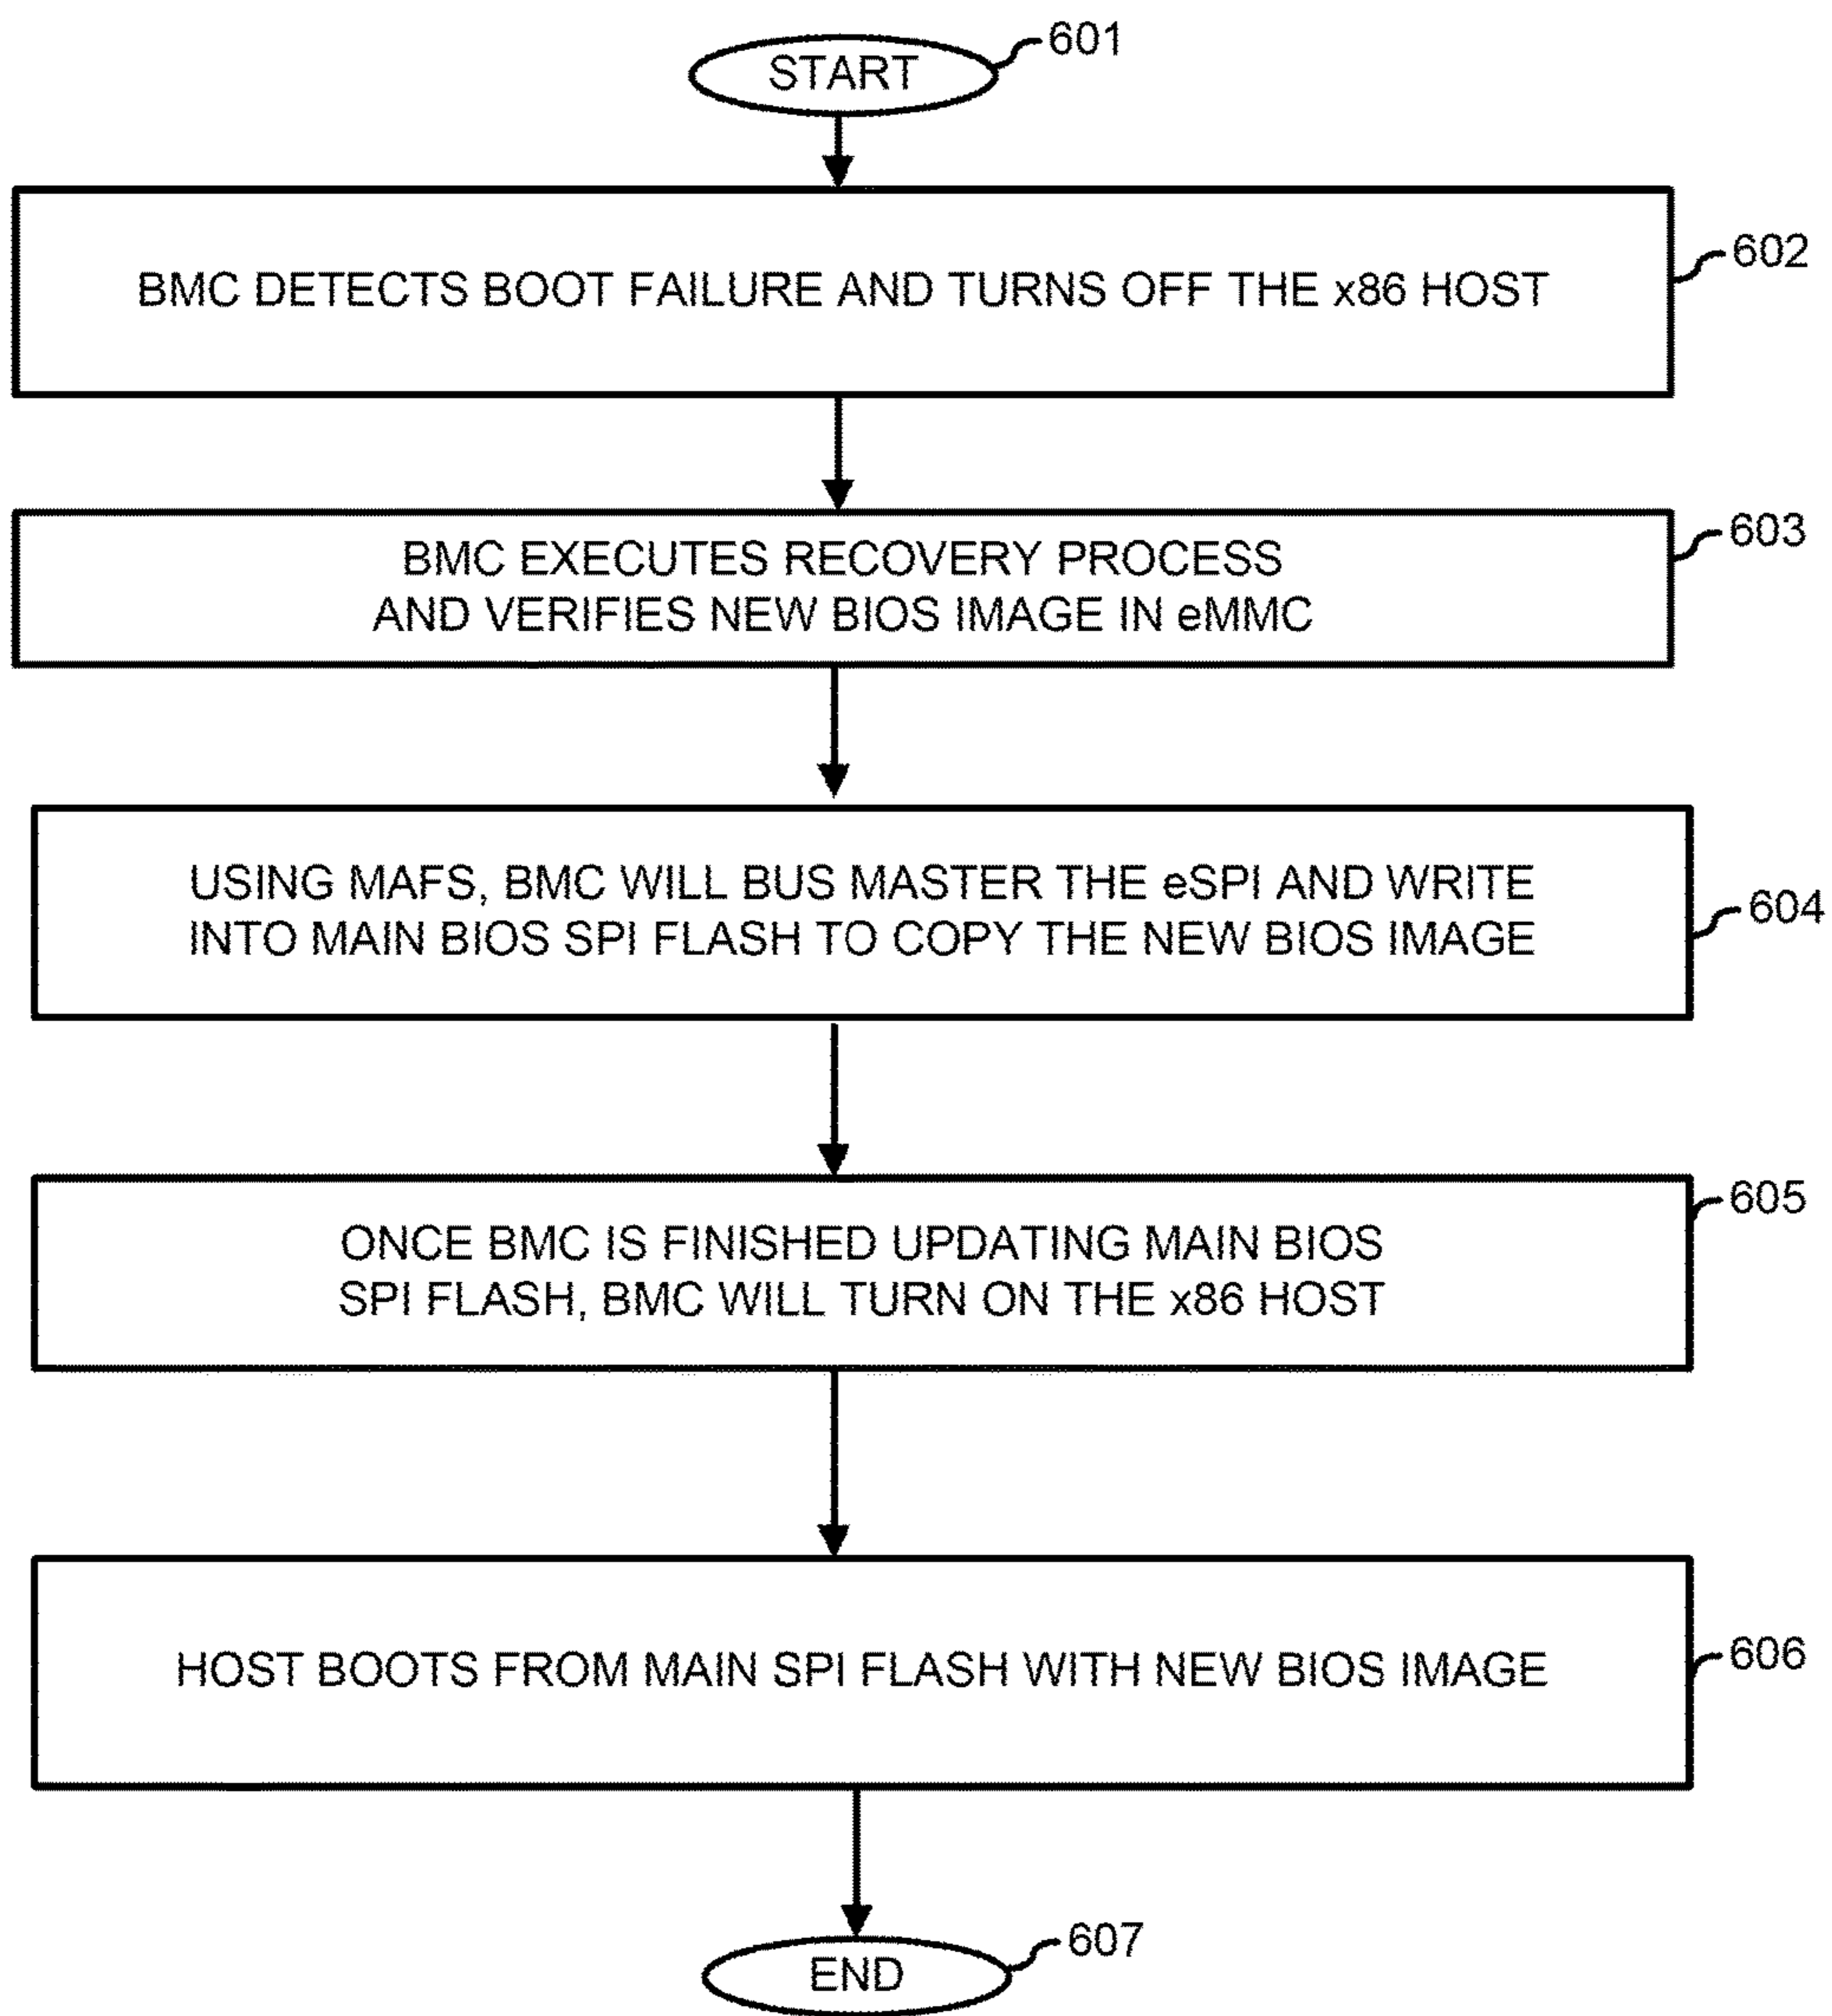 START
601
BMC DETECTS BOOT FAILURE AND TURNS OFF THE x86 HOST
602
BMC EXECUTES RECOVERY PROCESS
AND VERIFIES NEW BIOS IMAGE IN eMMC
603
USING MAFS, BMC WILL BUS MASTER THE eSPI AND WRITE
INTO MAIN BIOS SPI FLASH TO COPY THE NEW BIOS IMAGE
604
ONCE BMC IS FINISHED UPDATING MAIN BIOS
SPI FLASH, BMC WILL TURN ON THE x86 HOST
605
HOST BOOTS FROM MAIN SPI FLASH WITH NEW BIOS IMAGE
606
END
607